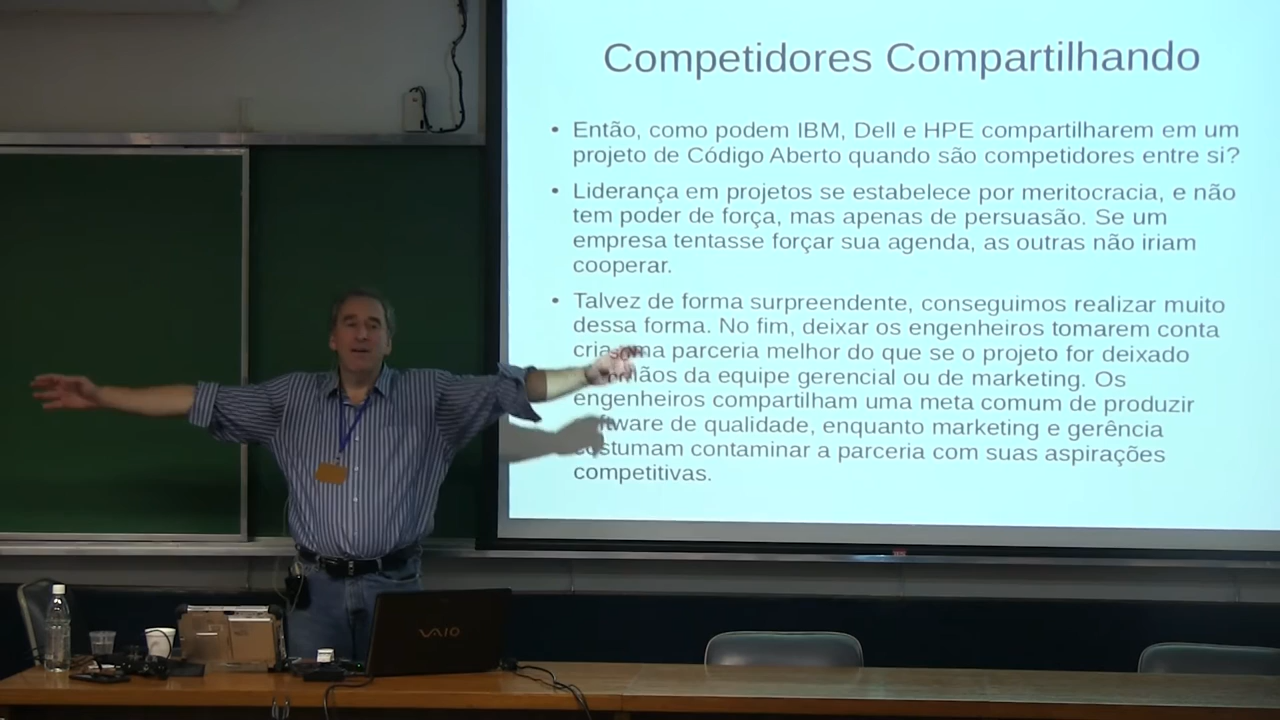 Competidores Compartilhando
• Então, como podem IBM, Dell e HPE compartilharem em um
projeto de Código Aberto quando são competidores entre si?
• Liderança em projetos se estabelece por meritocracia, e não
tem poder de força, mas apenas de persuasão. Se um
empresa tentasse forçar sua agenda, as outras não iriam
cooperar.
• Talvez de forma surpreendente, conseguimos realizar muito
dessa forma. No fim, deixar os engenheiros tomarem conta
parceria melhor do que se o projeto for deixado
mãos da equipe gerencial ou de marketing. Os
engenheiros compartilham uma meta comum de produzir
de qualidade, enquanto marketing e gerência
costumam contaminar a parceria com suas aspirações
competitivas.
VAIO